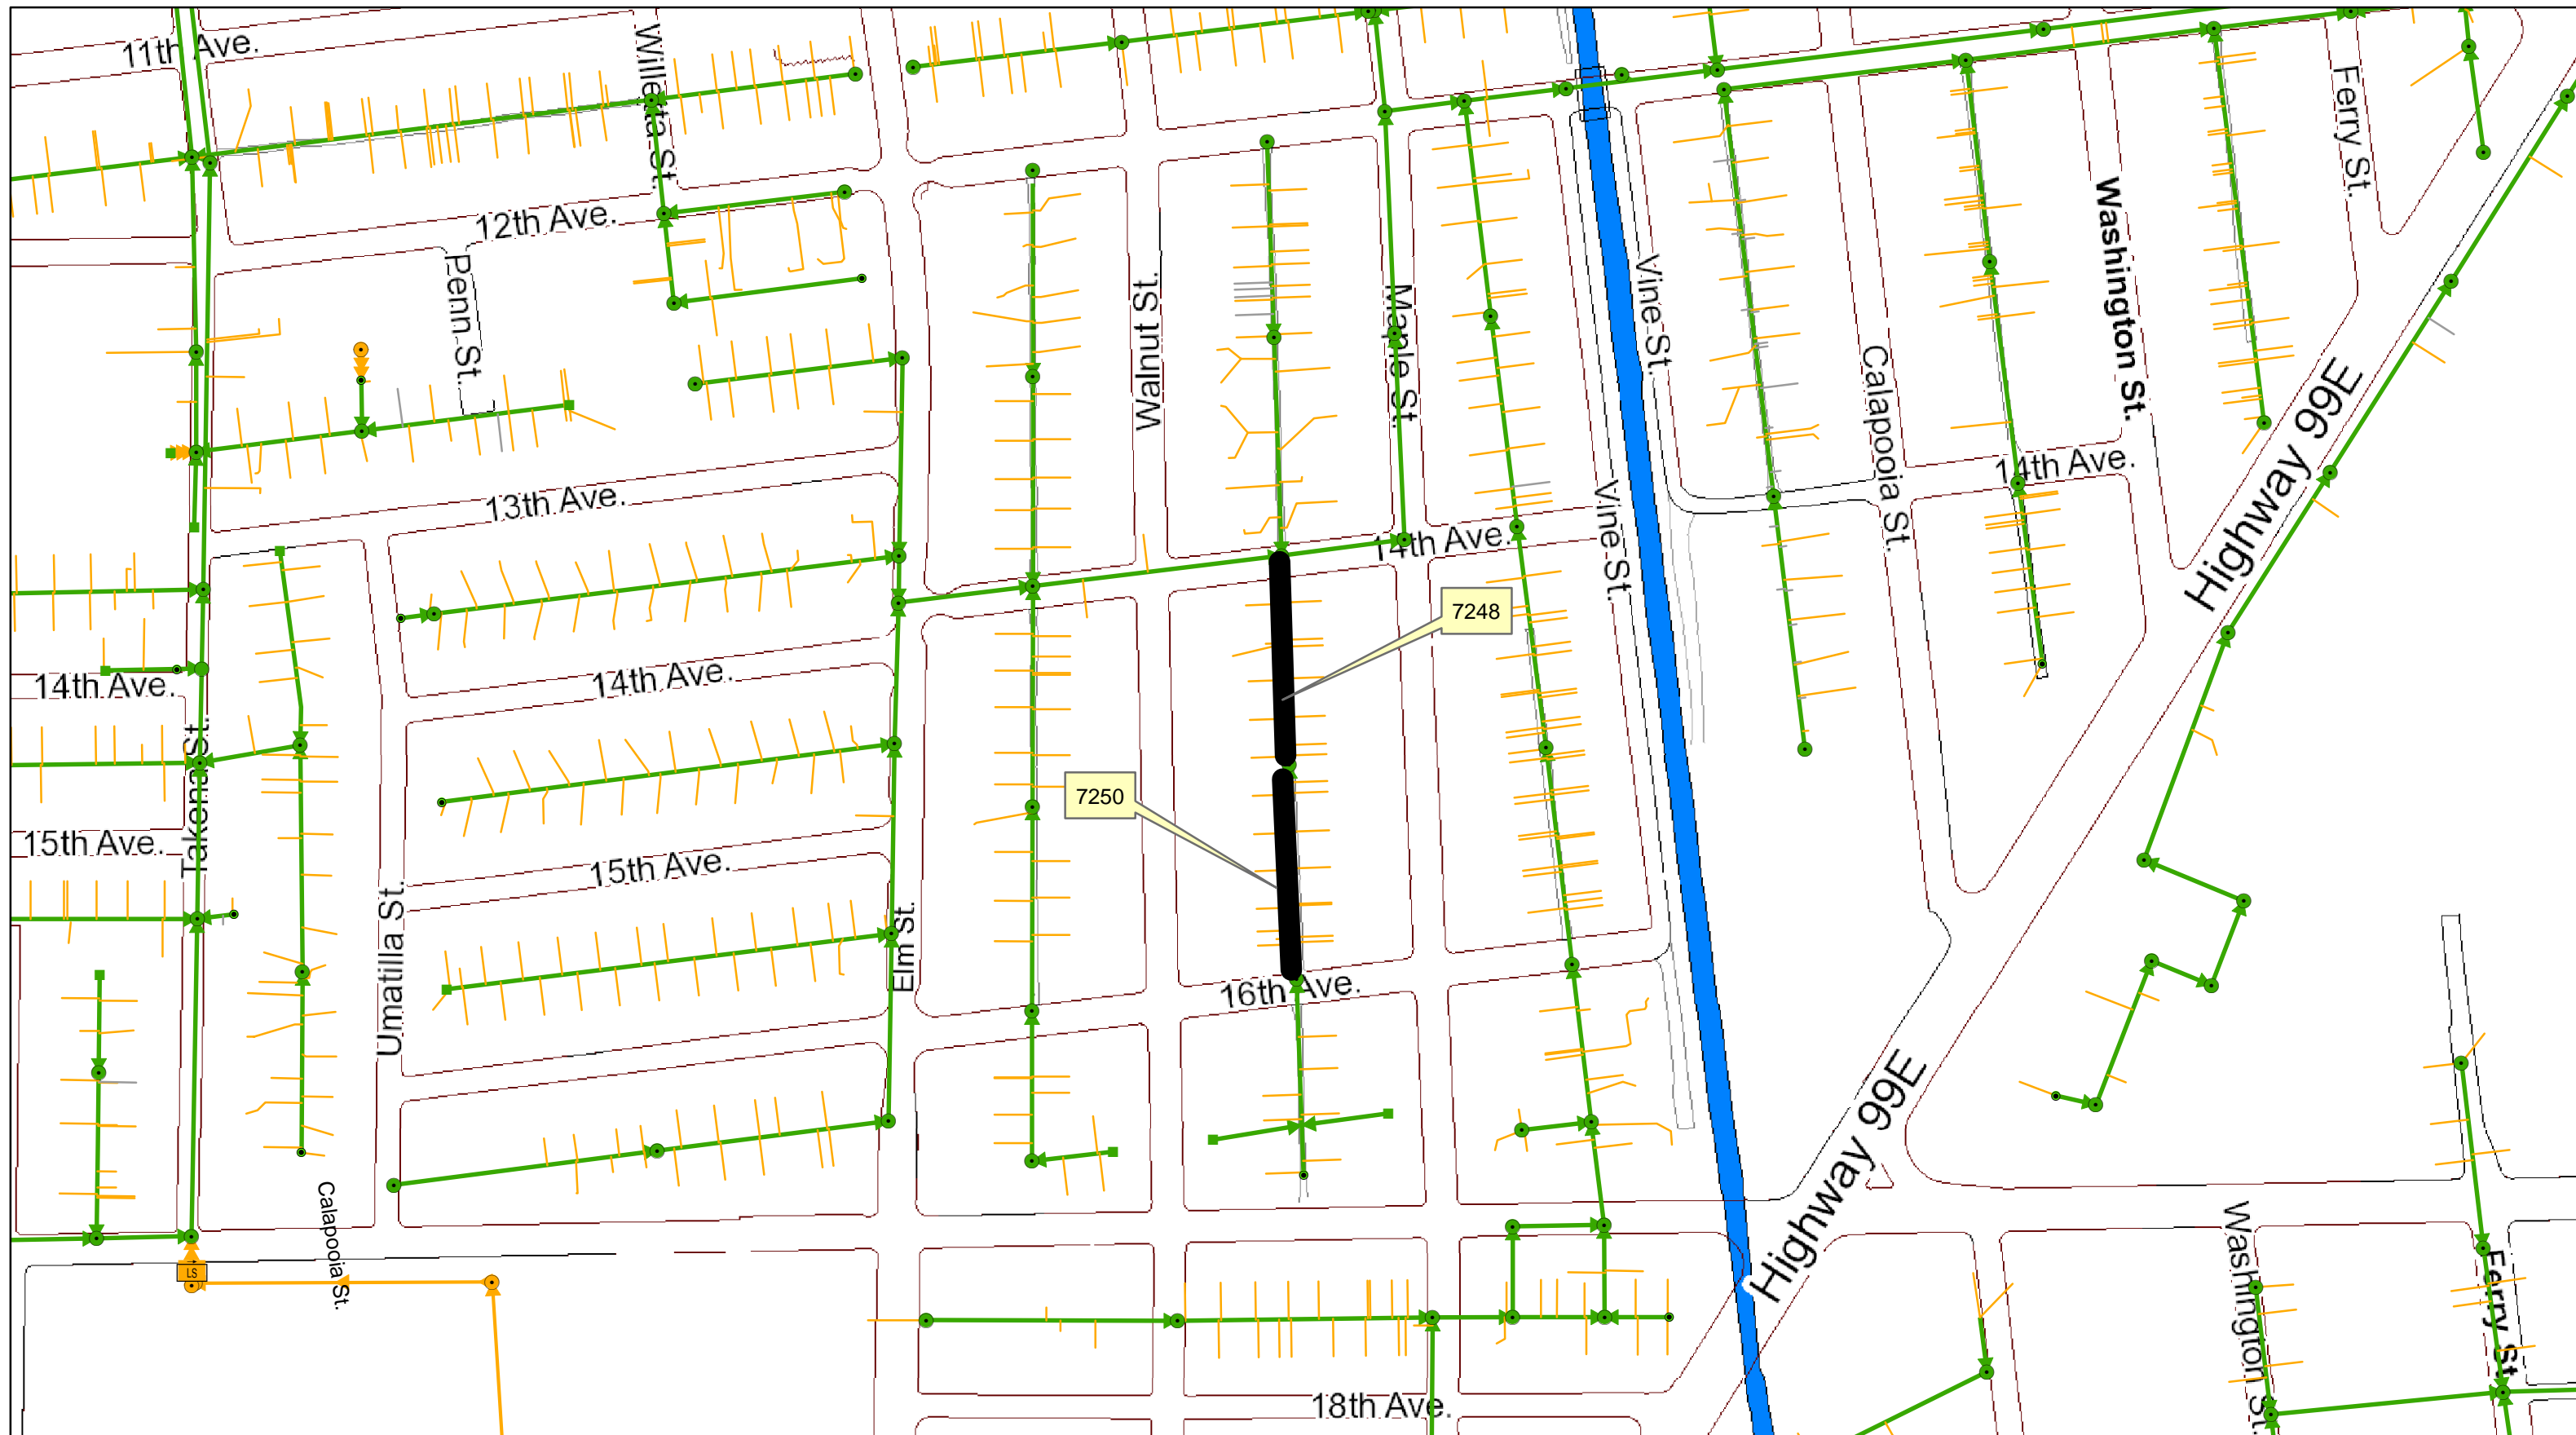 11th Ave.
Willetta St.
Ferry St.
12th Ave.
Washington St.
Penn St.
Walnut St.
Maple St.
Vine St.
Calapooia St.
14th Ave.
Highway 99E
13th Ave.
Vine St.
14th Ave.
7248
14th Ave.
14th Ave.
Takena St.
7250
15th Ave.
15th Ave.
Umatilla St.
Elm St.
16th Ave.
Highway 99E
Calapooia St.
LS
Washington St.
Ferry St.
18th Ave.